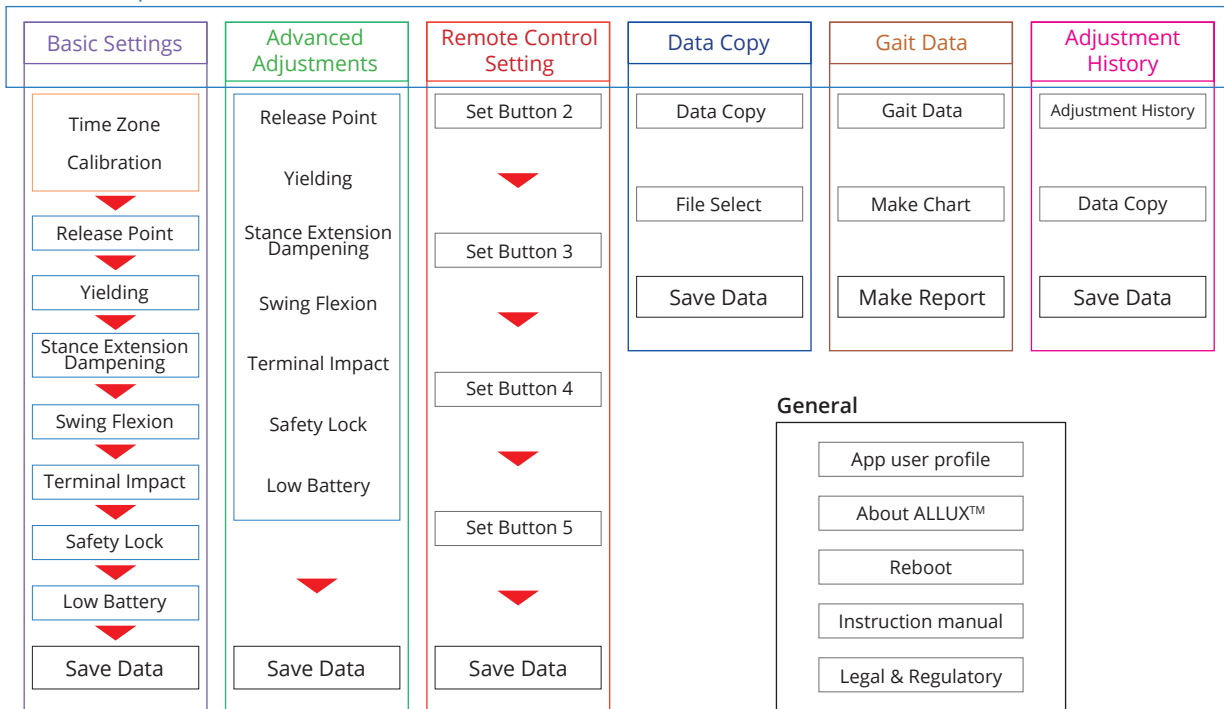 Basic Settings
Time Zone
Calibration
Release Point
Yielding
Stance Extension
Dampening
Swing Flexion
Terminal Impact
Safety Lock
Low Battery
Save Data
Advanced
Adjustments
Release Point
Yielding
Stance Extension
Dampening
Swing Flexion
Terminal Impact
Safety Lock
Low Battery
Save Data
Remote Control
Setting
Set Button 2
Set Button 3
Set Button 4
Set Button 5
Save Data
Data Copy
Data Copy
File Select
Save Data
Gait Data
Gait Data
Make Chart
Make Report
Adjustment
History
Adjustment History
Data Copy
Save Data
General
App user profile
About ALLUX™
Reboot
Instruction manual
Legal & Regulatory